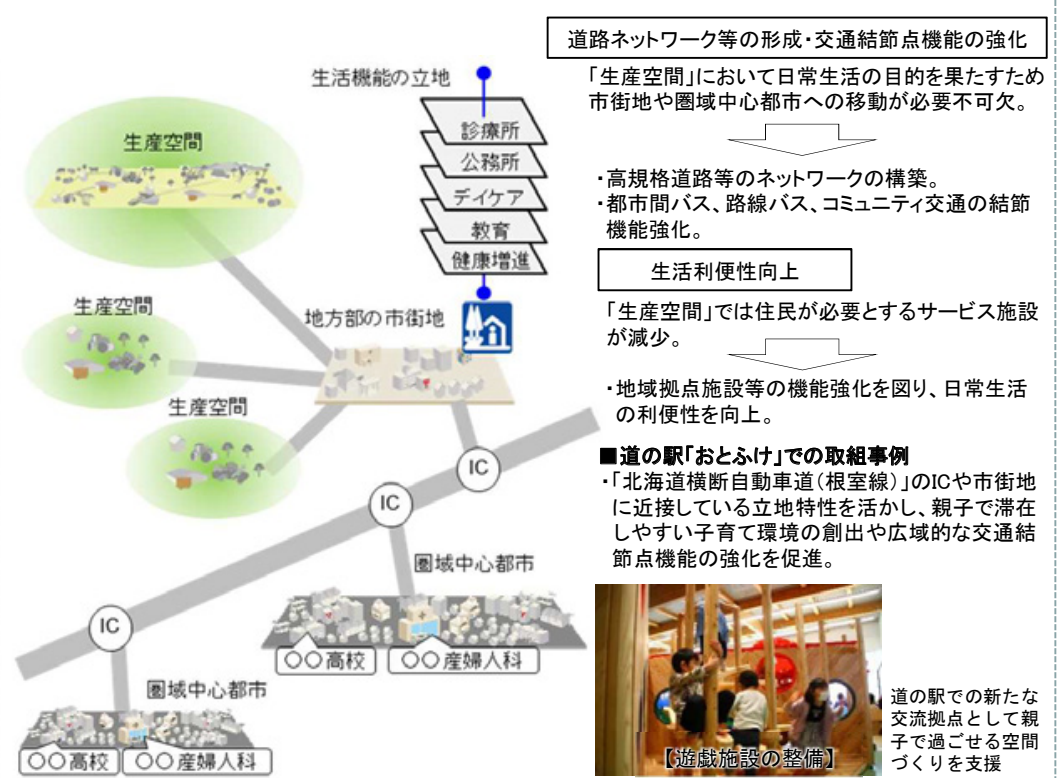 道路ネットワーク等の形成・交通結節点機能の強化
「生産空間」において日常生活の目的を果たすため
市街地や圏域中心都市への移動が必要不可欠。
・高規格道路等のネットワークの構築。
・都市間バス、路線バス、コミュニティ交通の結節
機能強化。
生活利便性向上
「生産空間」では住民が必要とするサービス施設
が減少。
・地域拠点施設等の機能強化を図り、日常生活
の利便性を向上。
■道の駅「おとふけ」での取組事例
・「北海道横断自動車道（根室線）」のICや市街地
に近接している立地特性を活かし、親子で滞在
しやすい子育て環境の創出や広域的な交通結
節点機能の強化を促進。
【遊戯施設の整備】
道の駅での新たな
交流拠点として親
子で過ごせる空間
づくりを支援
生活機能の立地
診療所
公務所
デイケア
教育
健康増進
生産空間
生産空間
地方部の市街地
生産空間
IC
IC
圏域中心都市
〇〇高校
〇〇産婦人科
IC
圏域中心都市
〇〇高校
〇〇産婦人科